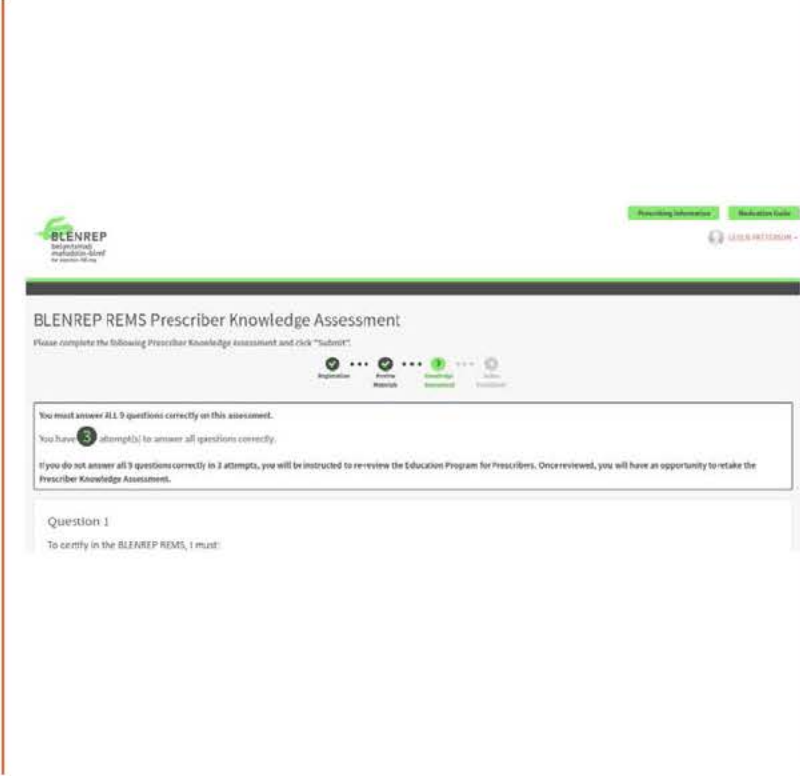 Prescribing Information
Medication Guide
BLENREP
belantamab
mafodotin-blmf
BLENREP REMS Prescriber Knowledge Assessment
Please complete the following Prescriber Knowledge Assessment and click "Submit".
Registration
Review
Materials
Knowledge
Assessment
You must answer ALL 9 questions correctly on this assessment.
You have 3 attempt(s) to answer all questions correctly.
If you do not answer all 9 questions correctly in 3 attempts, you will be instructed to re-review the Education Program for Prescribers. Once reviewed, you will have an opportunity to retake the
Prescriber Knowledge Assessment.
Question 1
To certify in the BLENREP REMS, I must: